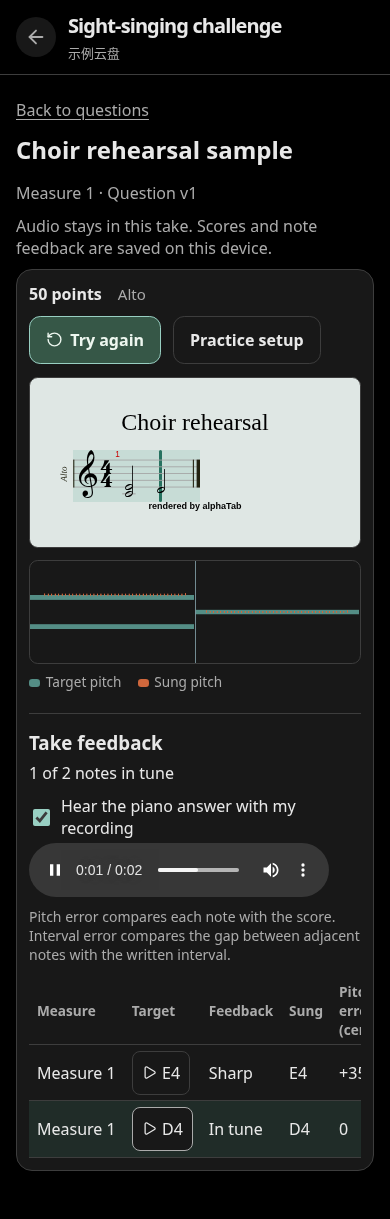 Sight-singing challenge
示例云盘
Back to questions
Choir rehearsal sample
Measure 1 · Question v1
Audio stays in this take. Scores and note
feedback are saved on this device.
50 points Alto
Try again Practice setup
Choir rehearsal
1
Alto
4
4
rendered by alphaTab
Target pitch Sung pitch
Take feedback
1 of 2 notes in tune
Hear the piano answer with my
recording
0:01 / 0:02
Pitch error compares each note with the score.
Interval error compares the gap between adjacent
notes with the written interval.
Measure Target Feedback Sung
Measure 1 E4 Sharp E4 +35
Measure 1 D4 In tune D4 0